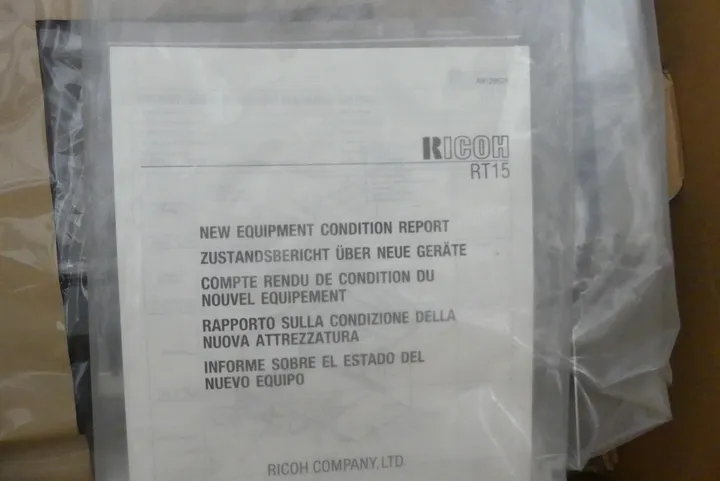 RICOH
RT15
NEW EQUIPMENT CONDITION REPORT
ZUSTANDSBERICHT ÜBER NEUE GERÄTE
COMPTE RENDU DE CONDITION DU
NOUVEL EQUIPEMENT
RAPPORTO SULLA CONDIZIONE DELLA
NUOVA ATTREZZATURA
INFORME SOBRE EL ESTADO DEL
NUEVO EQUIPO
RICOH COMPANY, LTD